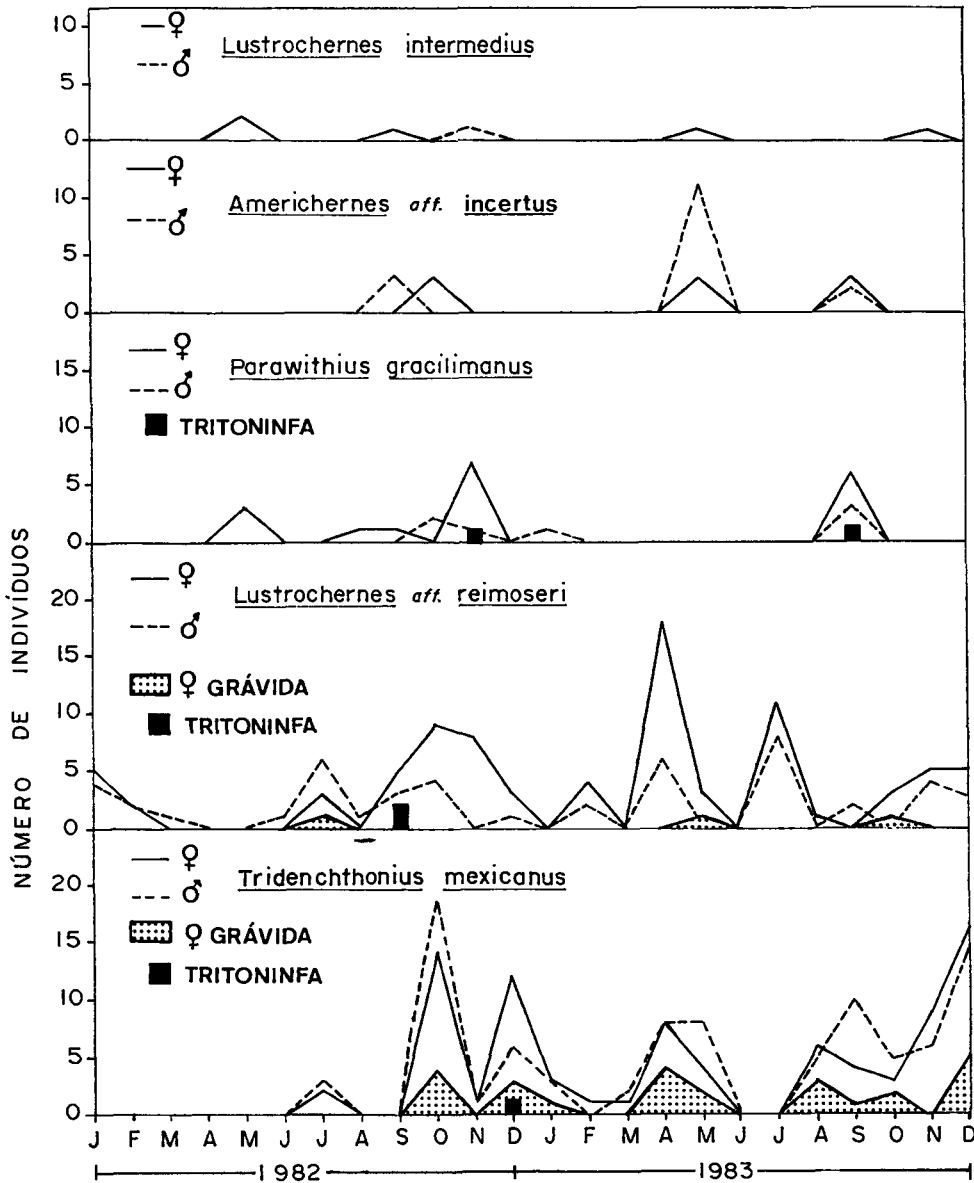 NÚMERO DE INDIVÍDUOS
10
5
0
♀
♂
Lustrochernes intermedius
10
5
0
♀
♂
Americhernes aff. incertus
15
10
5
0
♀
♂
Parawithius gracilimanus
TRITONINFA
20
15
10
5
0
♀
♂
Lustrochernes aff. reimoseri
♀ GRÁVIDA
TRITONINFA
20
15
10
5
0
♀
♂
Tridenchthonius mexicanus
♀ GRÁVIDA
TRITONINFA
J F M A M J J A S O N D J F M A M J J A S O N D
1982 1983